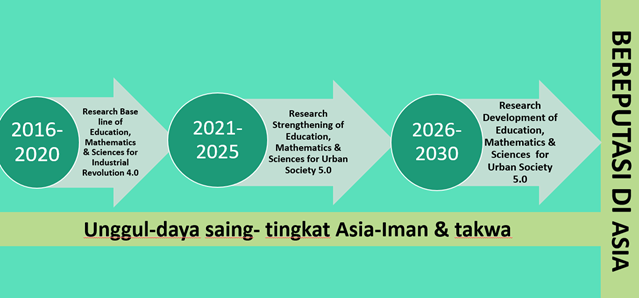 2016-
2020
Research Base
line of
Education,
Mathematics
& Sciences for
Industrial
Revolution 4.0
2021-
2025
Research
Strengthening of
Education,
Mathematics &
Sciences for Urban
Society 5.0
2026-
2030
Research
Development of
Education,
Mathematics &
Sciences for
Urban Society
5.0
BEREPUTASI DI ASIA
Unggul-daya saing- tingkat Asia-Iman & takwa